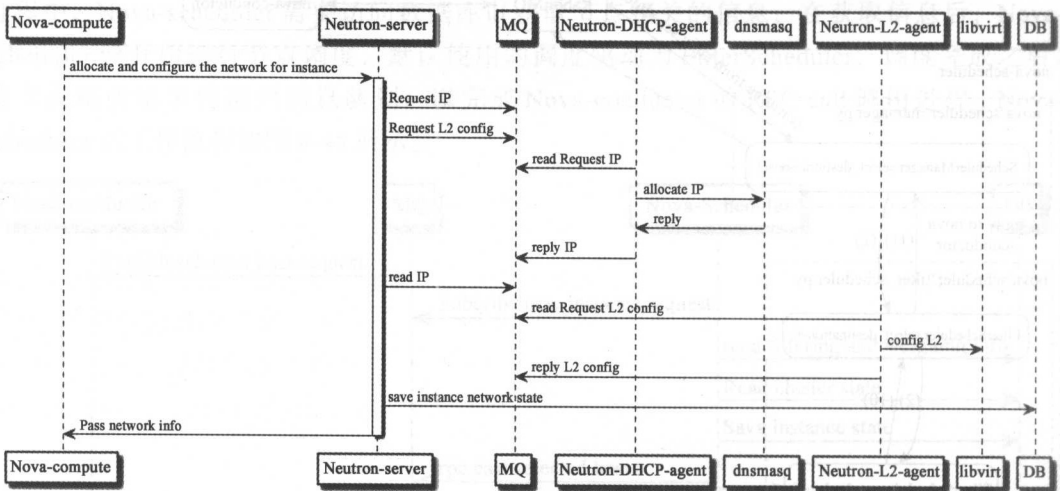 Nova-compute
Neutron-server
MQ
Neutron-DHCP-agent
dnsmasq
Neutron-L2-agent
libvirt
DB
allocate and configure the network for instance
Request IP
Request L2 config
read Request IP
allocate IP
reply
reply IP
read IP
read Request L2 config
config L2
reply L2 config
save instance network state
Pass network info
Nova-compute
Neutron-server
MQ
Neutron-DHCP-agent
dnsmasq
Neutron-L2-agent
libvirt
DB